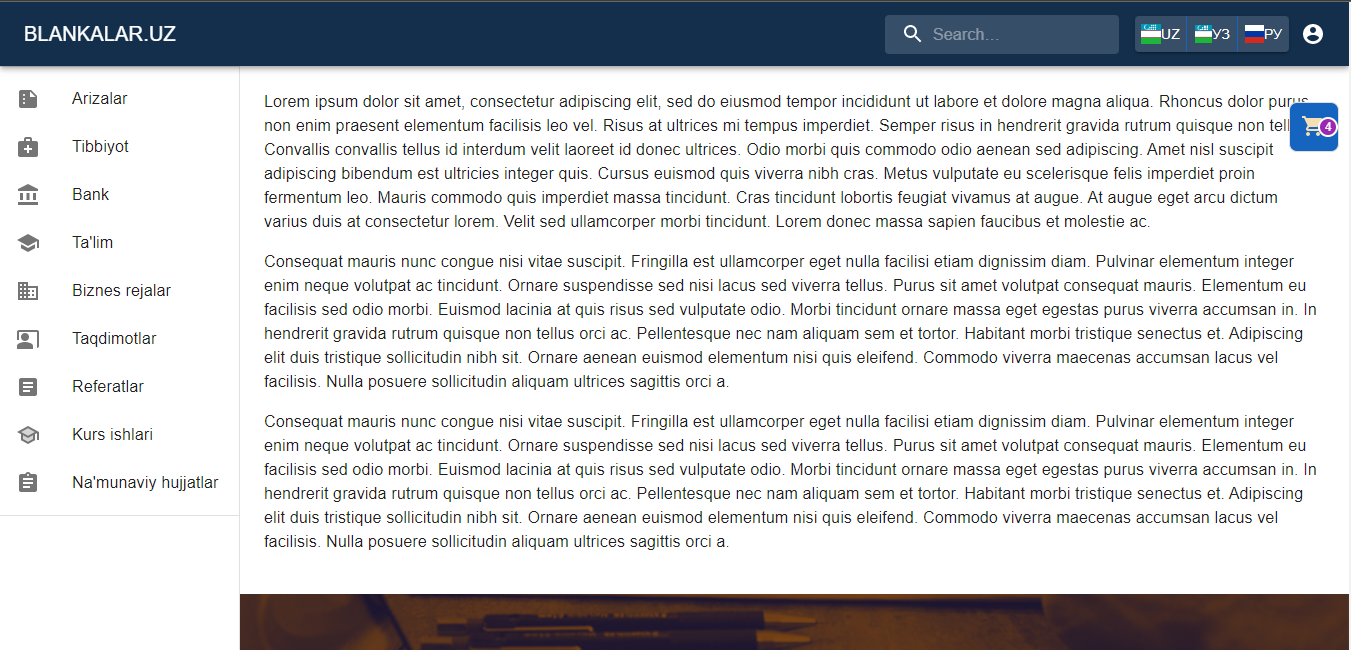 BLANKALAR.UZ
Search...
UZ
УЗ
РУ
4
Arizalar
Tibbiyot
Bank
Ta'lim
Biznes rejalar
Taqdimotlar
Referatlar
Kurs ishlari
Na'munaviy hujjatlar
Lorem ipsum dolor sit amet, consectetur adipiscing elit, sed do eiusmod tempor incididunt ut labore et dolore magna aliqua. Rhoncus dolor purus
non enim praesent elementum facilisis leo vel. Risus at ultrices mi tempus imperdiet. Semper risus in hendrerit gravida rutrum quisque non tell
Convallis convallis tellus id interdum velit laoreet id donec ultrices. Odio morbi quis commodo odio aenean sed adipiscing. Amet nisl suscipit
adipiscing bibendum est ultricies integer quis. Cursus euismod quis viverra nibh cras. Metus vulputate eu scelerisque felis imperdiet proin
fermentum leo. Mauris commodo quis imperdiet massa tincidunt. Cras tincidunt lobortis feugiat vivamus at augue. At augue eget arcu dictum
varius duis at consectetur lorem. Velit sed ullamcorper morbi tincidunt. Lorem donec massa sapien faucibus et molestie ac.
Consequat mauris nunc congue nisi vitae suscipit. Fringilla est ullamcorper eget nulla facilisi etiam dignissim diam. Pulvinar elementum integer
enim neque volutpat ac tincidunt. Ornare suspendisse sed nisi lacus sed viverra tellus. Purus sit amet volutpat consequat mauris. Elementum eu
facilisis sed odio morbi. Euismod lacinia at quis risus sed vulputate odio. Morbi tincidunt ornare massa eget egestas purus viverra accumsan in. In
hendrerit gravida rutrum quisque non tellus orci ac. Pellentesque nec nam aliquam sem et tortor. Habitant morbi tristique senectus et. Adipiscing
elit duis tristique sollicitudin nibh sit. Ornare aenean euismod elementum nisi quis eleifend. Commodo viverra maecenas accumsan lacus vel
facilisis. Nulla posuere sollicitudin aliquam ultrices sagittis orci a.
Consequat mauris nunc congue nisi vitae suscipit. Fringilla est ullamcorper eget nulla facilisi etiam dignissim diam. Pulvinar elementum integer
enim neque volutpat ac tincidunt. Ornare suspendisse sed nisi lacus sed viverra tellus. Purus sit amet volutpat consequat mauris. Elementum eu
facilisis sed odio morbi. Euismod lacinia at quis risus sed vulputate odio. Morbi tincidunt ornare massa eget egestas purus viverra accumsan in. In
hendrerit gravida rutrum quisque non tellus orci ac. Pellentesque nec nam aliquam sem et tortor. Habitant morbi tristique senectus et. Adipiscing
elit duis tristique sollicitudin nibh sit. Ornare aenean euismod elementum nisi quis eleifend. Commodo viverra maecenas accumsan lacus vel
facilisis. Nulla posuere sollicitudin aliquam ultrices sagittis orci a.